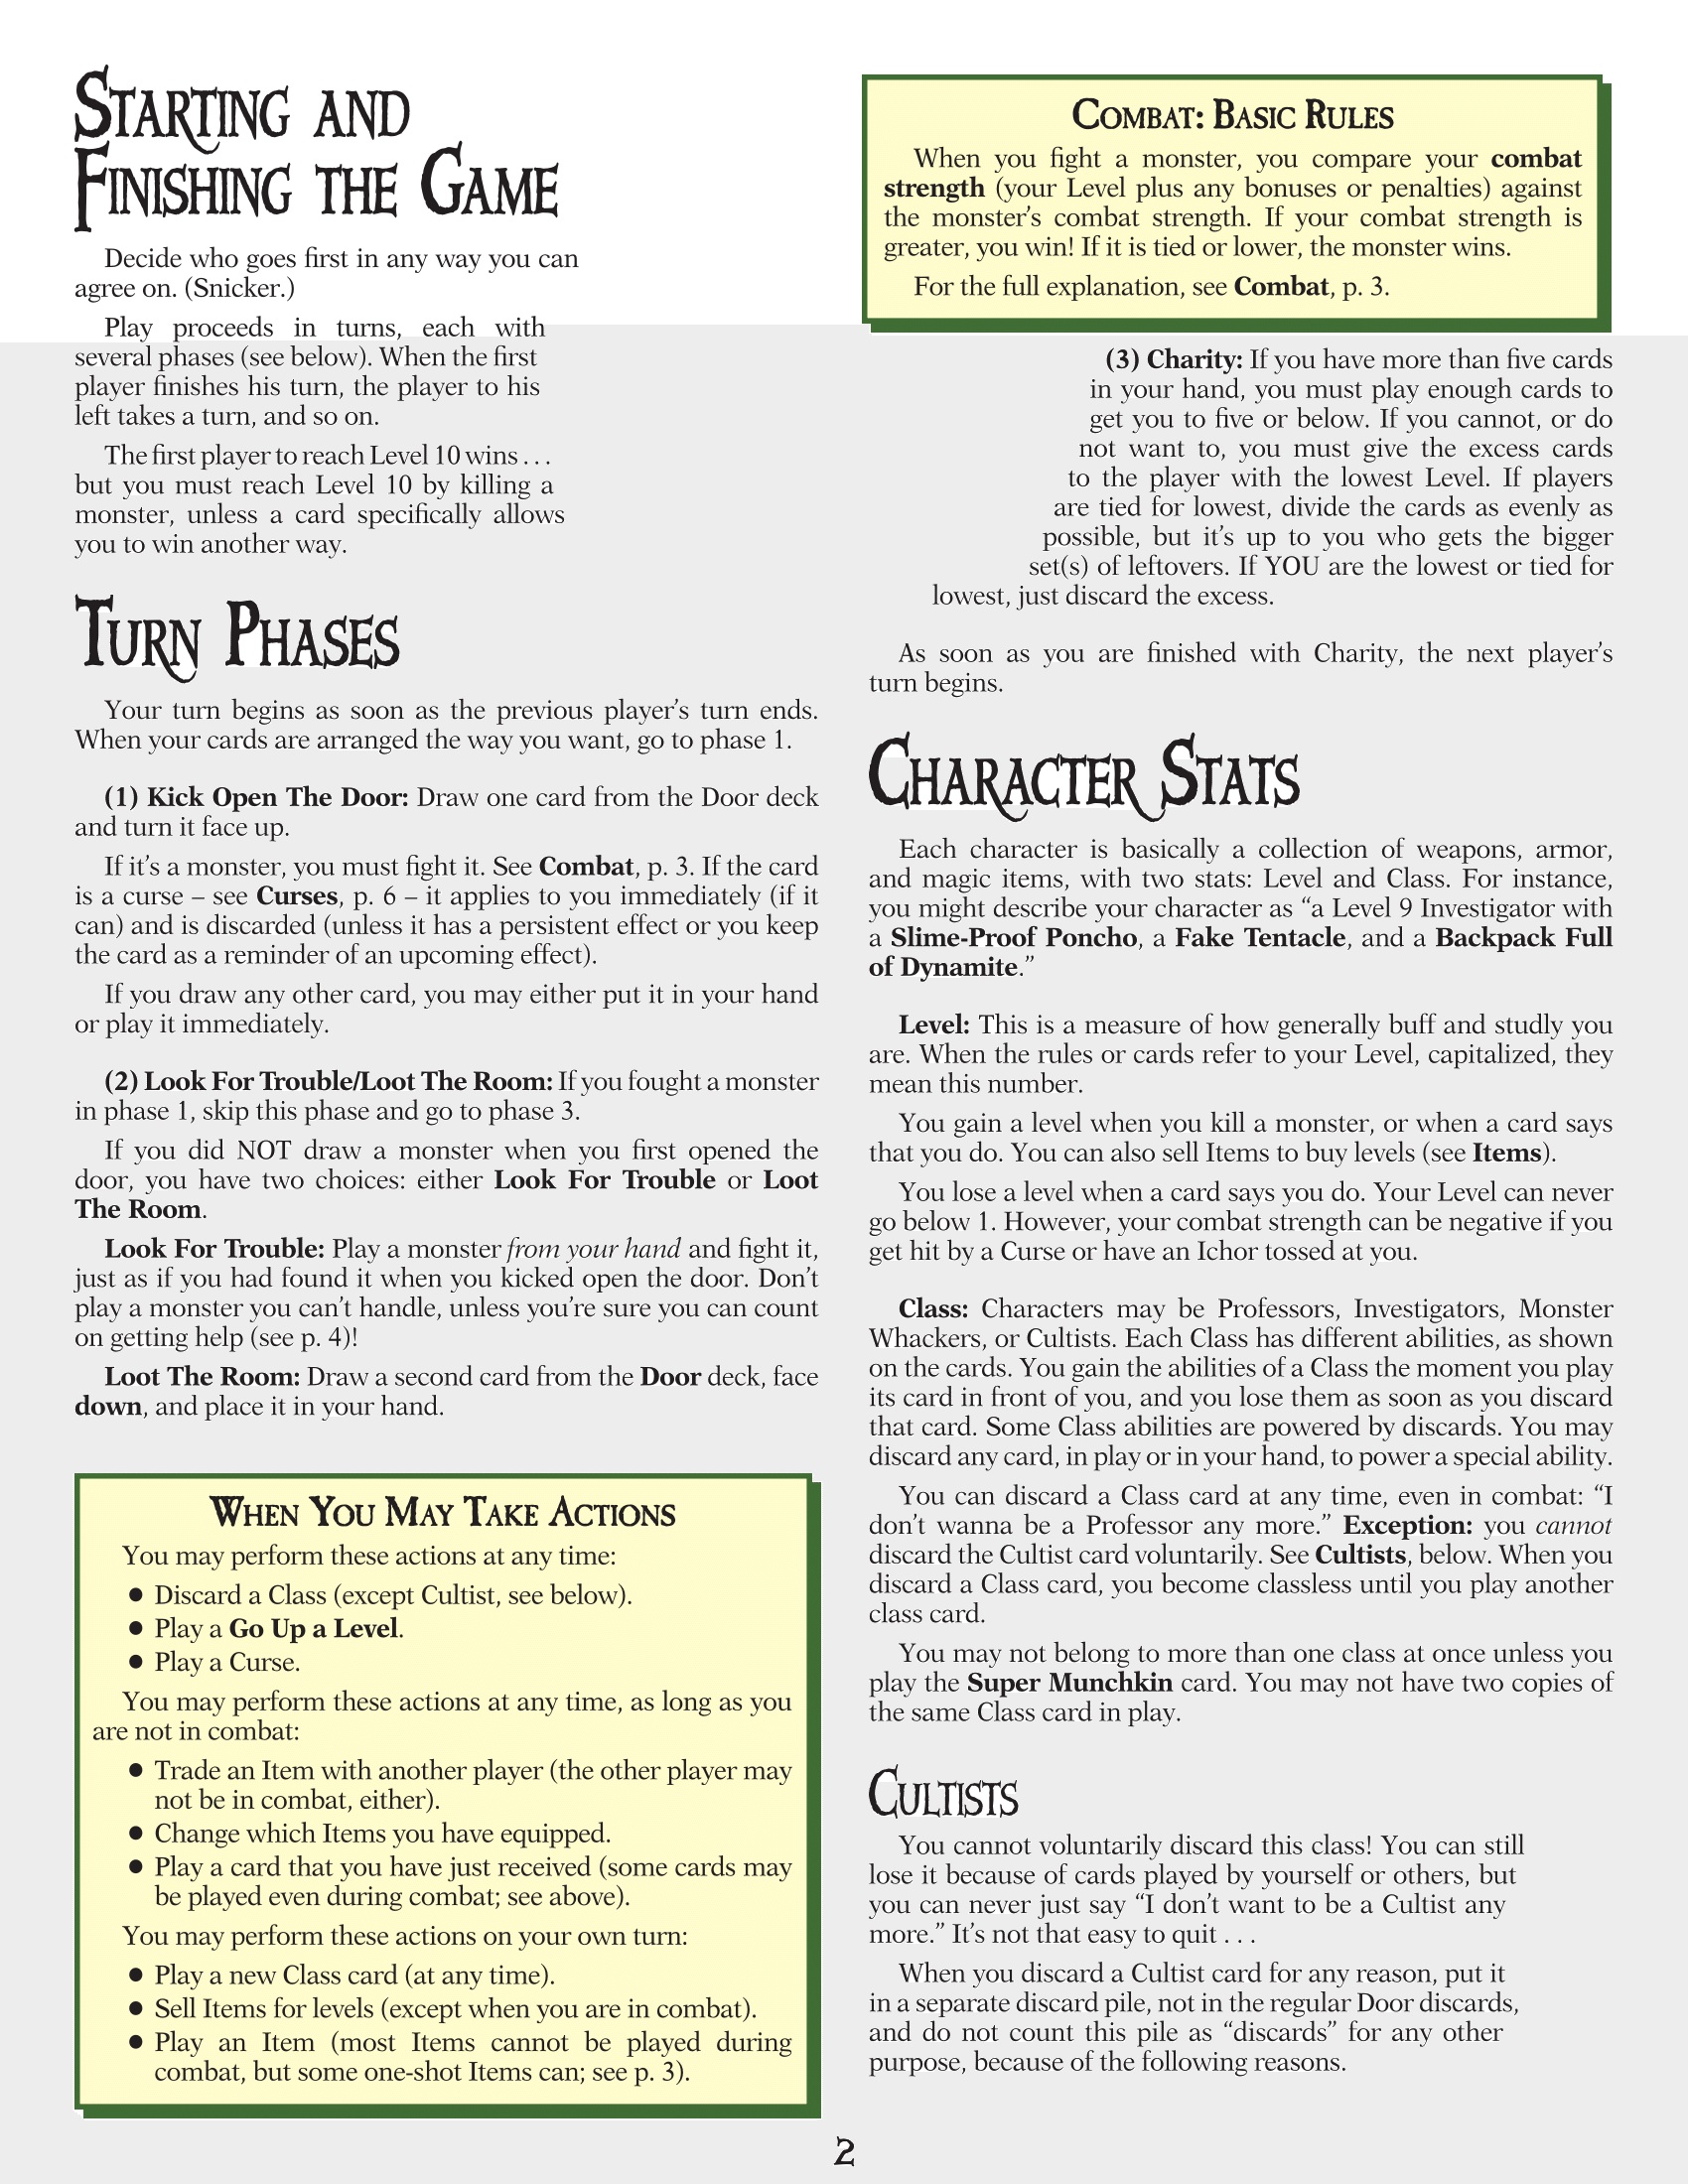 Starting and
Finishing the Game
Decide who goes first in any way you can
agree on. (Snicker.)
Play proceeds in turns, each with
several phases (see below). When the first
player finishes his turn, the player to his
left takes a turn, and so on.
The first player to reach Level 10 wins . . .
but you must reach Level 10 by killing a
monster, unless a card specifically allows
you to win another way.
Turn Phases
Your turn begins as soon as the previous player's turn ends.
When your cards are arranged the way you want, go to phase 1.
(1) Kick Open The Door: Draw one card from the Door deck
and turn it face up.
If it's a monster, you must fight it. See Combat, p. 3. If the card
is a curse – see Curses, p. 6 – it applies to you immediately (if it
can) and is discarded (unless it has a persistent effect or you keep
the card as a reminder of an upcoming effect).
If you draw any other card, you may either put it in your hand
or play it immediately.
(2) Look For Trouble/Loot The Room: If you fought a monster
in phase 1, skip this phase and go to phase 3.
If you did NOT draw a monster when you first opened the
door, you have two choices: either Look For Trouble or Loot
The Room.
Look For Trouble: Play a monster from your hand and fight it,
just as if you had found it when you kicked open the door. Don't
play a monster you can't handle, unless you're sure you can count
on getting help (see p. 4)!
Loot The Room: Draw a second card from the Door deck, face
down, and place it in your hand.
When You May Take Actions
You may perform these actions at any time:
● Discard a Class (except Cultist, see below).
● Play a Go Up a Level.
● Play a Curse.
You may perform these actions at any time, as long as you
are not in combat:
● Trade an Item with another player (the other player may
not be in combat, either).
● Change which Items you have equipped.
● Play a card that you have just received (some cards may
be played even during combat; see above).
You may perform these actions on your own turn:
● Play a new Class card (at any time).
● Sell Items for levels (except when you are in combat).
● Play an Item (most Items cannot be played during
combat, but some one-shot Items can; see p. 3).
Combat: Basic Rules
When you fight a monster, you compare your combat
strength (your Level plus any bonuses or penalties) against
the monster's combat strength. If your combat strength is
greater, you win! If it is tied or lower, the monster wins.
For the full explanation, see Combat, p. 3.
(3) Charity: If you have more than five cards
in your hand, you must play enough cards to
get you to five or below. If you cannot, or do
not want to, you must give the excess cards
to the player with the lowest Level. If players
are tied for lowest, divide the cards as evenly as
possible, but it's up to you who gets the bigger
set(s) of leftovers. If YOU are the lowest or tied for
lowest, just discard the excess.
As soon as you are finished with Charity, the next player's
turn begins.
Character Stats
Each character is basically a collection of weapons, armor,
and magic items, with two stats: Level and Class. For instance,
you might describe your character as "a Level 9 Investigator with
a Slime-Proof Poncho, a Fake Tentacle, and a Backpack Full
of Dynamite."
Level: This is a measure of how generally buff and studly you
are. When the rules or cards refer to your Level, capitalized, they
mean this number.
You gain a level when you kill a monster, or when a card says
that you do. You can also sell Items to buy levels (see Items).
You lose a level when a card says you do. Your Level can never
go below 1. However, your combat strength can be negative if you
get hit by a Curse or have an Ichor tossed at you.
Class: Characters may be Professors, Investigators, Monster
Whackers, or Cultists. Each Class has different abilities, as shown
on the cards. You gain the abilities of a Class the moment you play
its card in front of you, and you lose them as soon as you discard
that card. Some Class abilities are powered by discards. You may
discard any card, in play or in your hand, to power a special ability.
You can discard a Class card at any time, even in combat: "I
don't wanna be a Professor any more." Exception: you cannot
discard the Cultist card voluntarily. See Cultists, below. When you
discard a Class card, you become classless until you play another
class card.
You may not belong to more than one class at once unless you
play the Super Munchkin card. You may not have two copies of
the same Class card in play.
Cultists
You cannot voluntarily discard this class! You can still
lose it because of cards played by yourself or others, but
you can never just say "I don't want to be a Cultist any
more." It's not that easy to quit . . .
When you discard a Cultist card for any reason, put it
in a separate discard pile, not in the regular Door discards,
and do not count this pile as "discards" for any other
purpose, because of the following reasons.
2